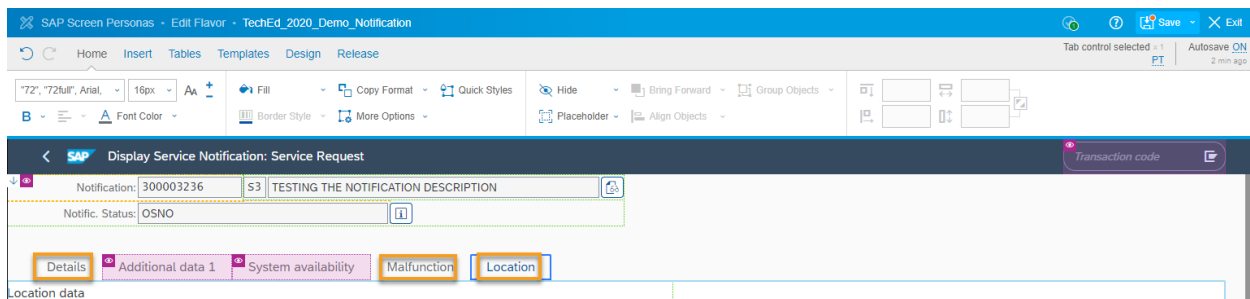 SAP Screen Personas - Edit Flavor - TechEd_2020_Demo_Notification Save Exit
Home Insert Tables Templates Design Release Tab control selected x 1 Autosave ON
PT 2 min ago
"72", "72full", Arial, 16px AA Fill Copy Format Quick Styles Hide Bring Forward Group Objects
B A Font Color Border Style More Options Placeholder Align Objects
SAP Display Service Notification: Service Request Transaction code
Notification: 300003236 S3 TESTING THE NOTIFICATION DESCRIPTION
Notific. Status: OSNO
Details Additional data 1 System availability Malfunction Location
Location data